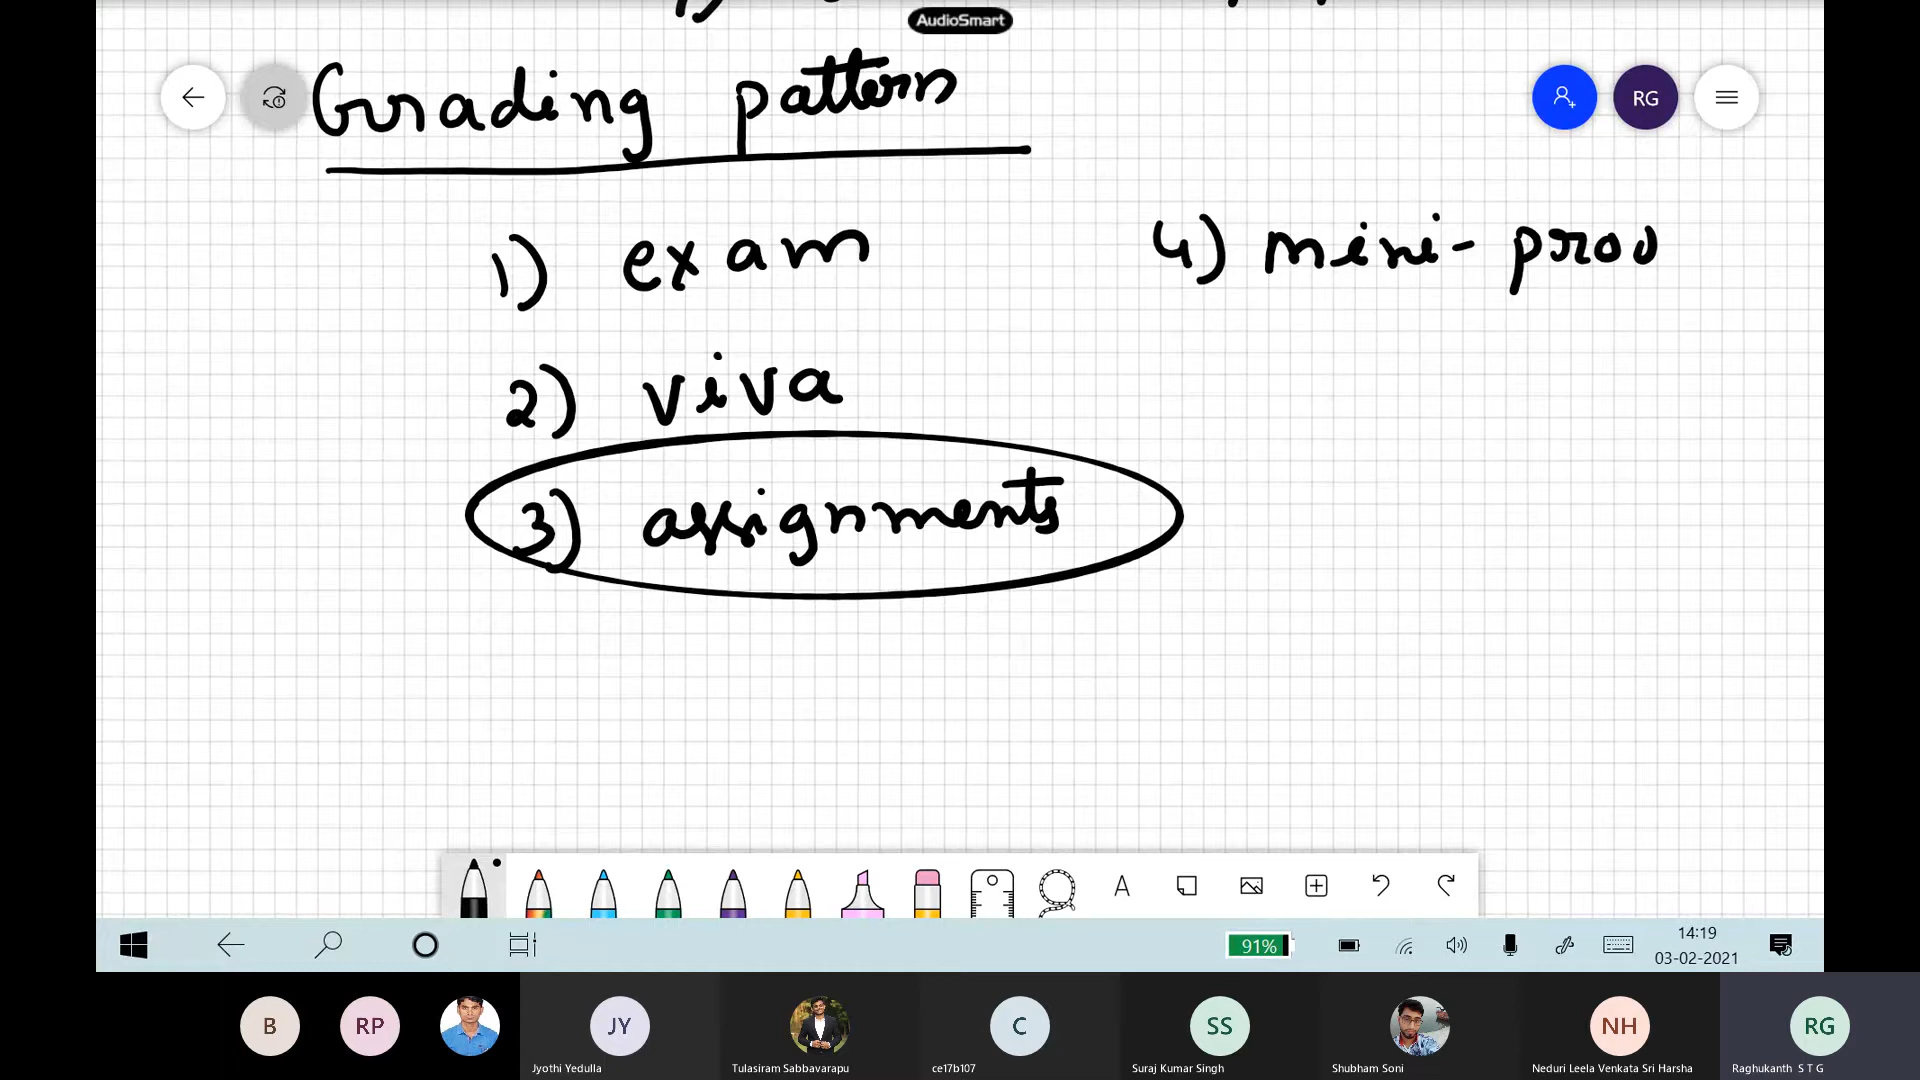 AudioSmart
Grading pattern
RG
1) exam
4) mini-proj
2) viva
3) assignments
A
91%
14:19
03-02-2021
B
RP
JY
C
SS
NH
RG
Jyothi Yedulla
Tulasiram Sabbavarapu
ce17b107
Suraj Kumar Singh
Shubham Soni
Neduri Leela Venkata Sri Harsha
Raghukanth S T G